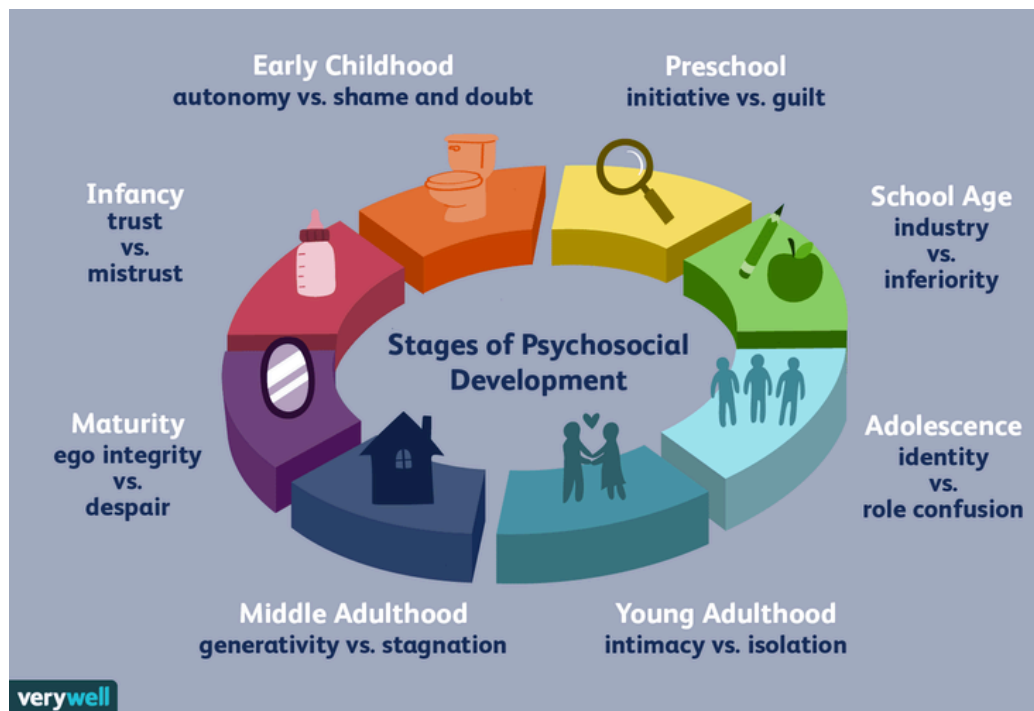 Early Childhood
autonomy vs. shame and doubt
Preschool
initiative vs. guilt
Infancy
trust
vs.
mistrust
School Age
industry
vs.
inferiority
Stages of Psychosocial
Development
Maturity
ego integrity
vs.
despair
Adolescence
identity
vs.
role confusion
Middle Adulthood
generativity vs. stagnation
Young Adulthood
intimacy vs. isolation
verywell